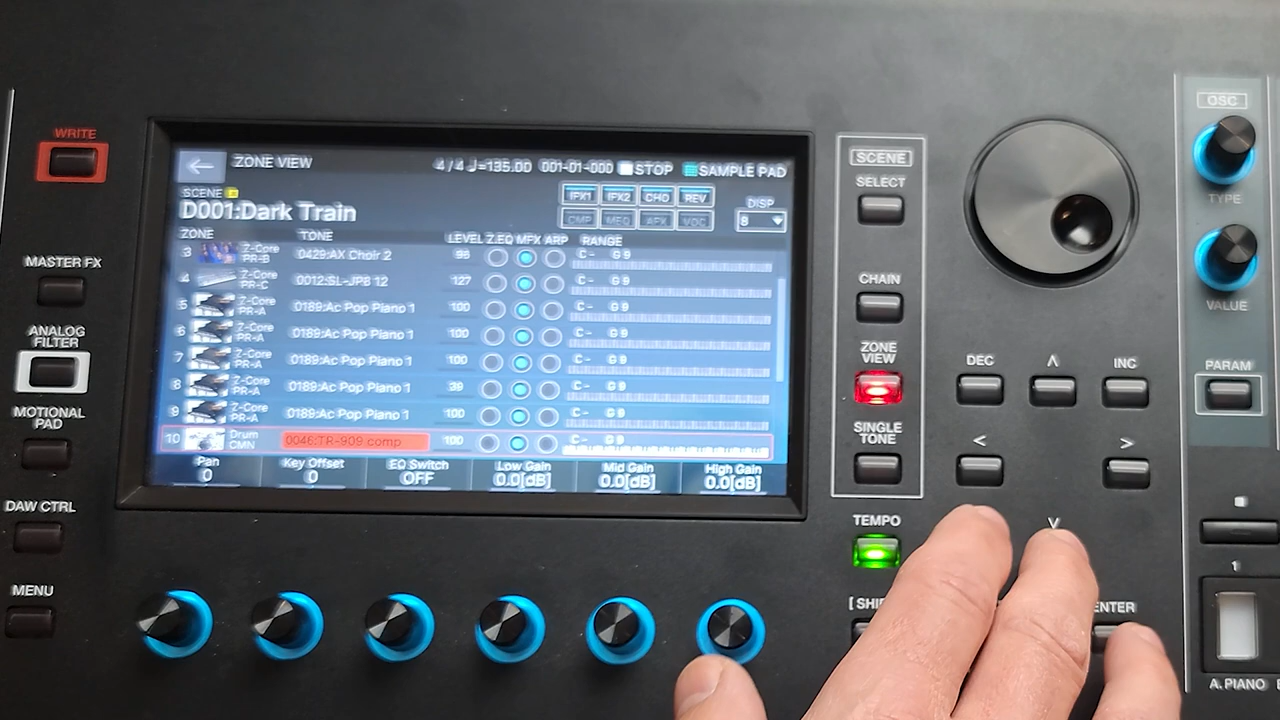 WRITE
MASTER FX
ANALOG
FILTER
MOTIONAL
PAD
DAW CTRL
MENU
ZONE VIEW
4/4 ♩=135.00 001-01-000 STOP SAMPLE PAD
SCENE
D001:Dark Train
IFX1 IFX2 CHO REV
CMP MEQ AFX VOC
DISP
8
ZONE TONE LEVEL Z.EQ MFX ARP RANGE
3 Z-Core PR-B 0429:AX Choir 2 98 C- G9
4 Z-Core PR-C 0012:SL-JP8 12 127 C- G9
5 Z-Core PR-A 0189:Ac Pop Piano 1 100 C- G9
6 Z-Core PR-A 0189:Ac Pop Piano 1 100 C- G9
7 Z-Core PR-A 0189:Ac Pop Piano 1 100 C- G9
8 Z-Core PR-A 0189:Ac Pop Piano 1 39 C- G9
9 Z-Core PR-A 0189:Ac Pop Piano 1 100 C- G9
10 Drum CMN 0046:TR-909 comp 100 C- G9
Pan Key Offset EQ Switch Low Gain Mid Gain High Gain
0 0 OFF 0.0[dB] 0.0[dB] 0.0[dB]
SCENE
SELECT
CHAIN
ZONE
VIEW
SINGLE
TONE
TEMPO
[SHI
DEC
INC
ENTER
OSC
TYPE
VALUE
PARAM
1
A.PIANO